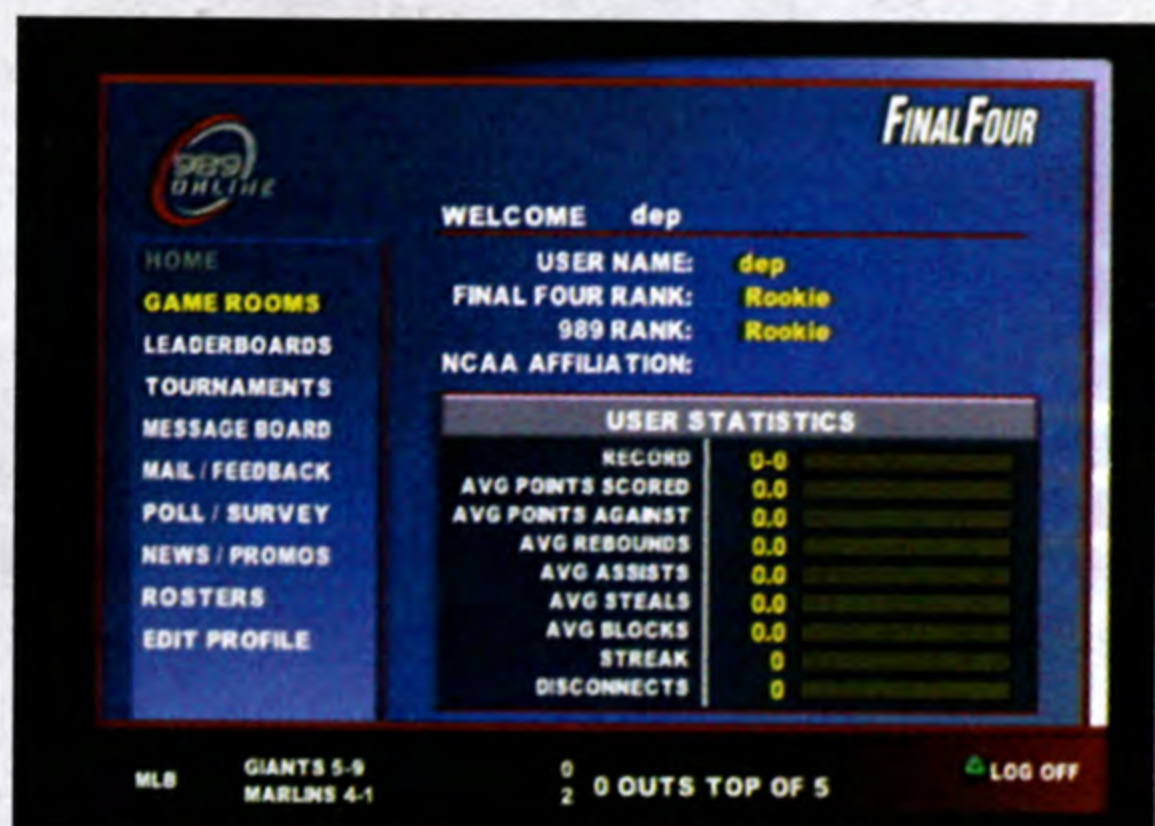 FINAL FOUR
989
ONLINE
WELCOME dep
HOME
GAME ROOMS
LEADERBOARDS
TOURNAMENTS
MESSAGE BOARD
MAIL / FEEDBACK
POLL / SURVEY
NEWS / PROMOS
ROSTERS
EDIT PROFILE
USER NAME: dep
FINAL FOUR RANK: Rookie
989 RANK: Rookie
NCAA AFFILIATION:
USER STATISTICS
RECORD 0-0
AVG POINTS SCORED 0.0
AVG POINTS AGAINST 0.0
AVG REBOUNDS 0.0
AVG ASSISTS 0.0
AVG STEALS 0.0
AVG BLOCKS 0.0
STREAK 0
DISCONNECTS 0
MLB
GIANTS 5-9 0
MARLINS 4-1 2
0 OUTS TOP OF 5
LOG OFF